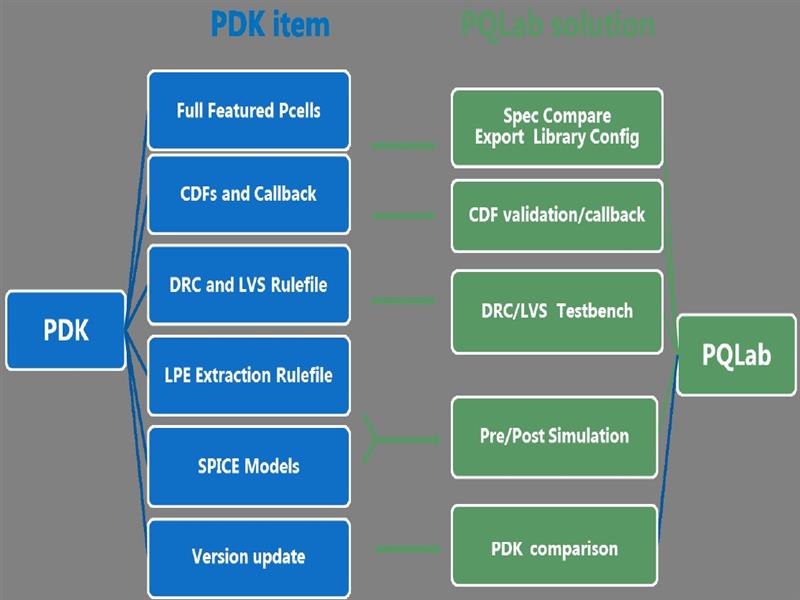 PDK item
PQLab solution
Full Featured Pcells
CDFs and Callback
DRC and LVS Rulefile
LPE Extraction Rulefile
SPICE Models
Version update
PDK
Spec Compare
Export Library Config
CDF validation/callback
DRC/LVS Testbench
Pre/Post Simulation
PDK comparison
PQLab